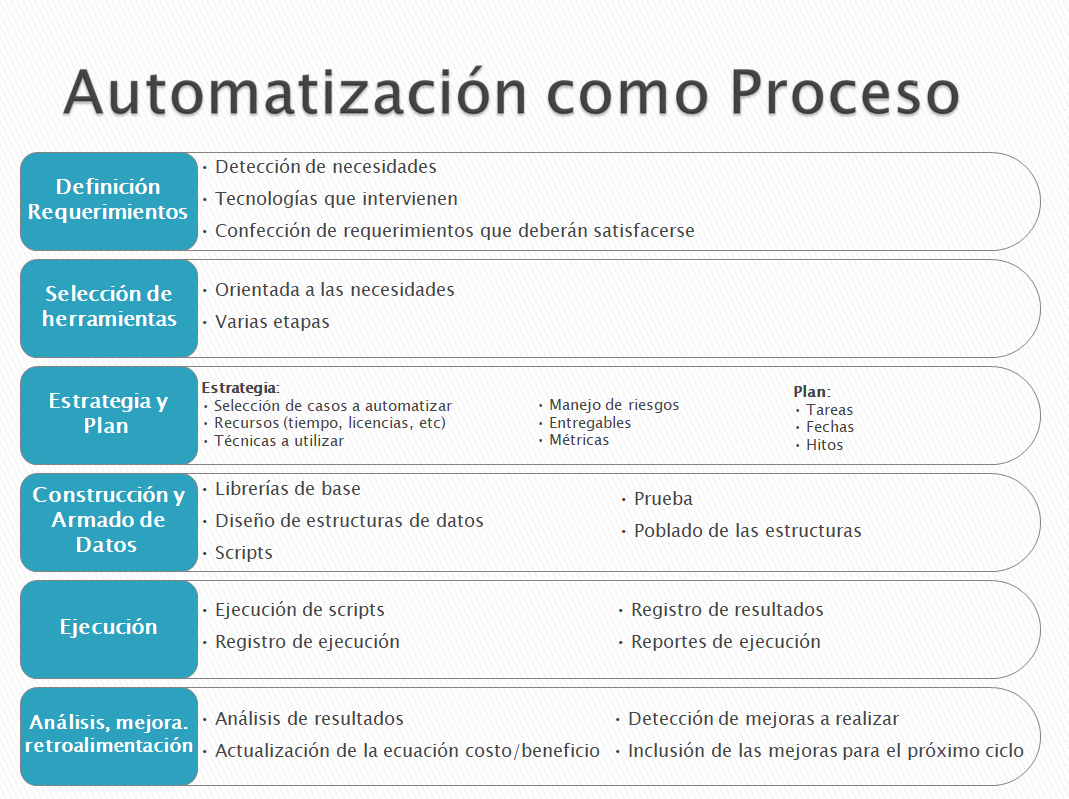 Automatización como Proceso
Definición
Requerimientos
· Detección de necesidades
· Tecnologías que intervienen
· Confección de requerimientos que deberán satisfacerse
Selección de
herramientas
· Orientada a las necesidades
· Varias etapas
Estrategia y
Plan
Estrategia:
· Selección de casos a automatizar
· Recursos (tiempo, licencias, etc)
· Técnicas a utilizar
· Manejo de riesgos
· Entregables
· Métricas
Plan:
· Tareas
· Fechas
· Hitos
Construcción y
Armado de
Datos
· Librerías de base
· Diseño de estructuras de datos
· Scripts
· Prueba
· Poblado de las estructuras
Ejecución
· Ejecución de scripts
· Registro de ejecución
· Registro de resultados
· Reportes de ejecución
Análisis, mejora.
retroalimentación
· Análisis de resultados
· Actualización de la ecuación costo/beneficio
· Detección de mejoras a realizar
· Inclusión de las mejoras para el próximo ciclo